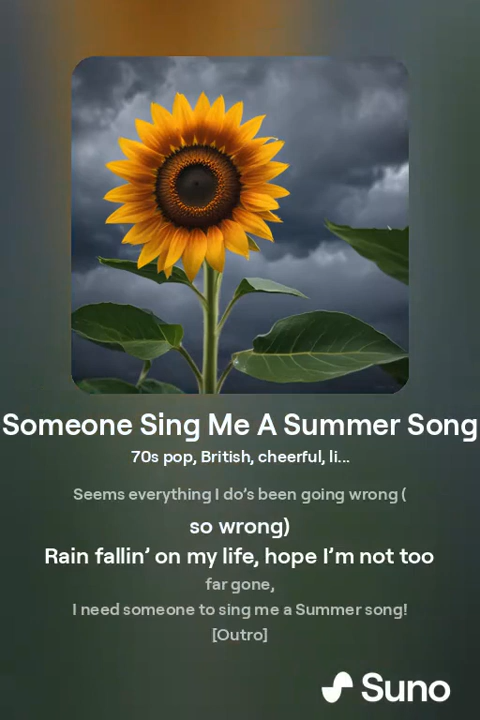 Someone Sing Me A Summer Song
70s pop, British, cheerful, li...
Seems everything I do’s been going wrong (
so wrong)
Rain fallin’ on my life, hope I’m not too
far gone,
I need someone to sing me a Summer song!
[Outro]
Suno